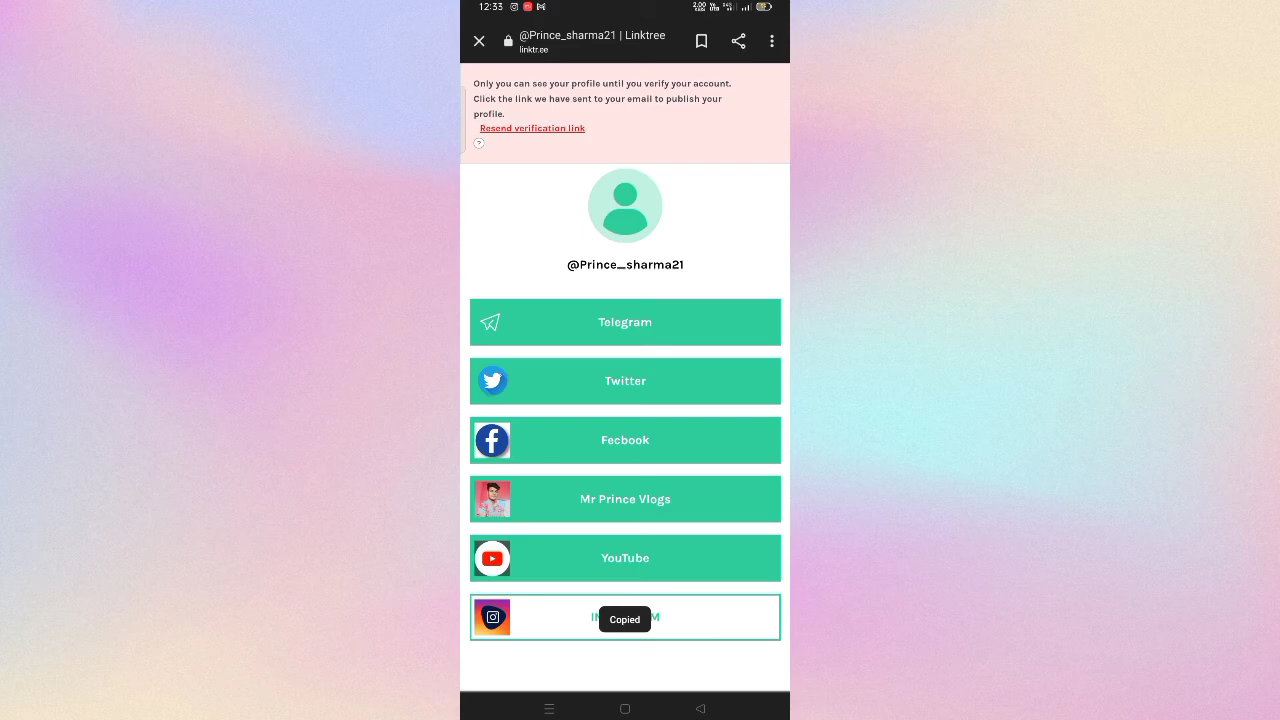 12:33
2.00
@Prince_sharma21 | Linktree
linktr.ee
Only you can see your profile until you verify your account.
Click the link we have sent to your email to publish your
profile.
Resend verification link
?
@Prince_sharma21
Telegram
Twitter
Fecbook
Mr Prince Vlogs
YouTube
Copied